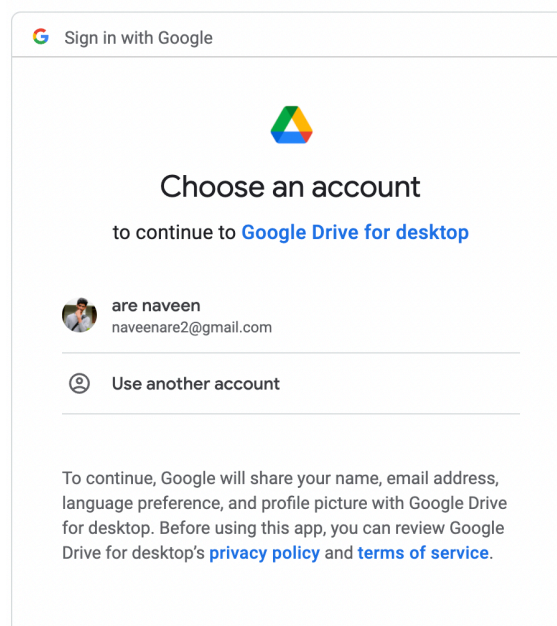 Sign in with Google
Choose an account
to continue to Google Drive for desktop
are naveen
naveenare2@gmail.com
Use another account
To continue, Google will share your name, email address,
language preference, and profile picture with Google Drive
for desktop. Before using this app, you can review Google
Drive for desktop's privacy policy and terms of service.